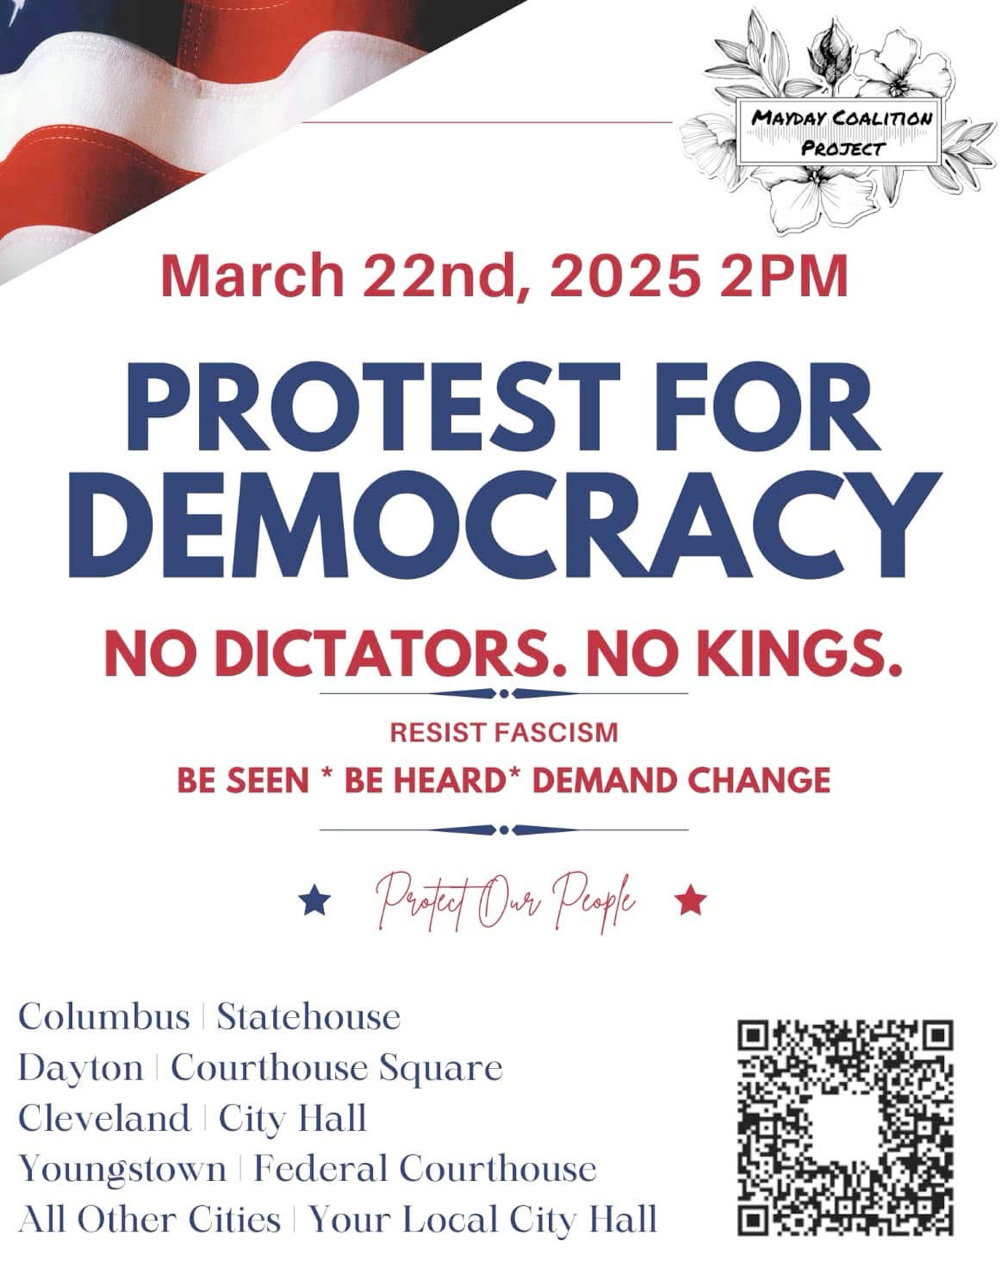 MAYDAY COALITION
PROJECT
March 22nd, 2025 2PM
PROTEST FOR
DEMOCRACY
NO DICTATORS. NO KINGS.
RESIST FASCISM
BE SEEN * BE HEARD* DEMAND CHANGE
Protect Our People
Columbus | Statehouse
Dayton | Courthouse Square
Cleveland | City Hall
Youngstown | Federal Courthouse
All Other Cities | Your Local City Hall